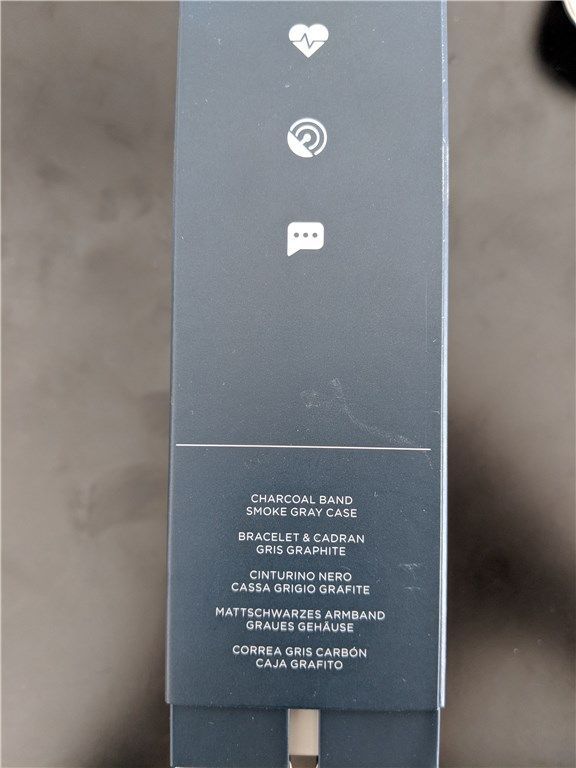 CHARCOAL BAND
SMOKE GRAY CASE
BRACELET & CADRAN
GRIS GRAPHITE
CINTURINO NERO
CASSA GRIGIO GRAFITE
MATTSCHWARZES ARMBAND
GRAUES GEHÄUSE
CORREA GRIS CARBÓN
CAJA GRAFITO